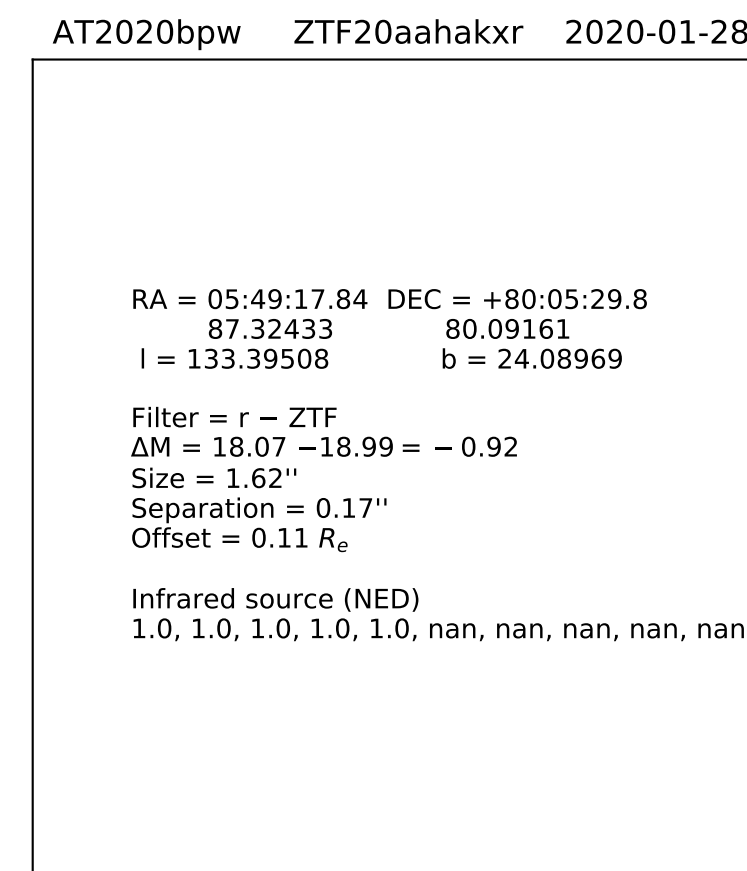 AT2020bpw ZTF20aahakxr 2020-01-28
RA = 05:49:17.84 DEC = +80:05:29.8
87.32433 80.09161
l = 133.39508 b = 24.08969
Filter = r − ZTF
ΔM = 18.07 −18.99 = − 0.92
Size = 1.62''
Separation = 0.17''
Offset = 0.11 Re
Infrared source (NED)
1.0, 1.0, 1.0, 1.0, 1.0, nan, nan, nan, nan, nan